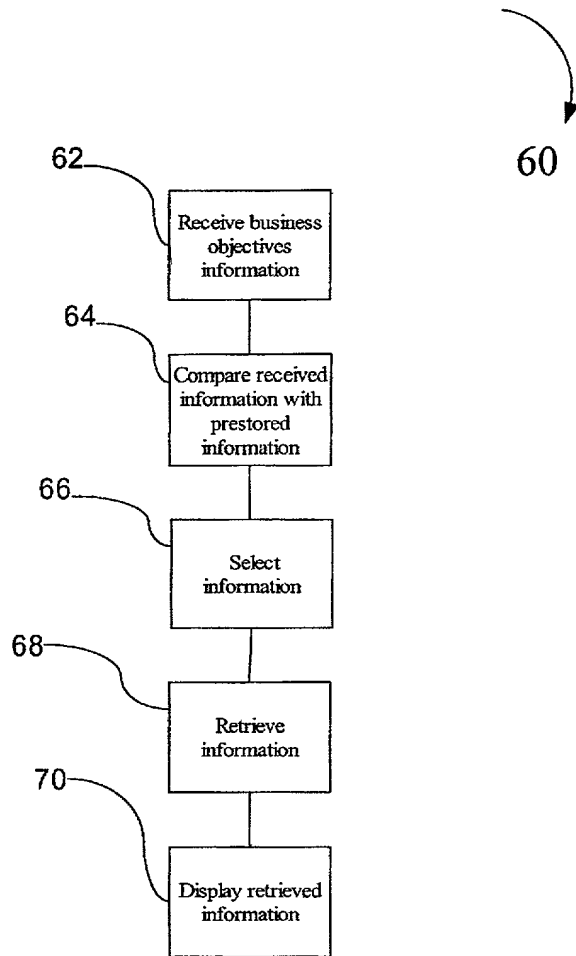 60
62
Receive business
objectives
information
64
Compare received
information with
prestored
information
66
Select
information
68
Retrieve
information
70
Display retrieved
information